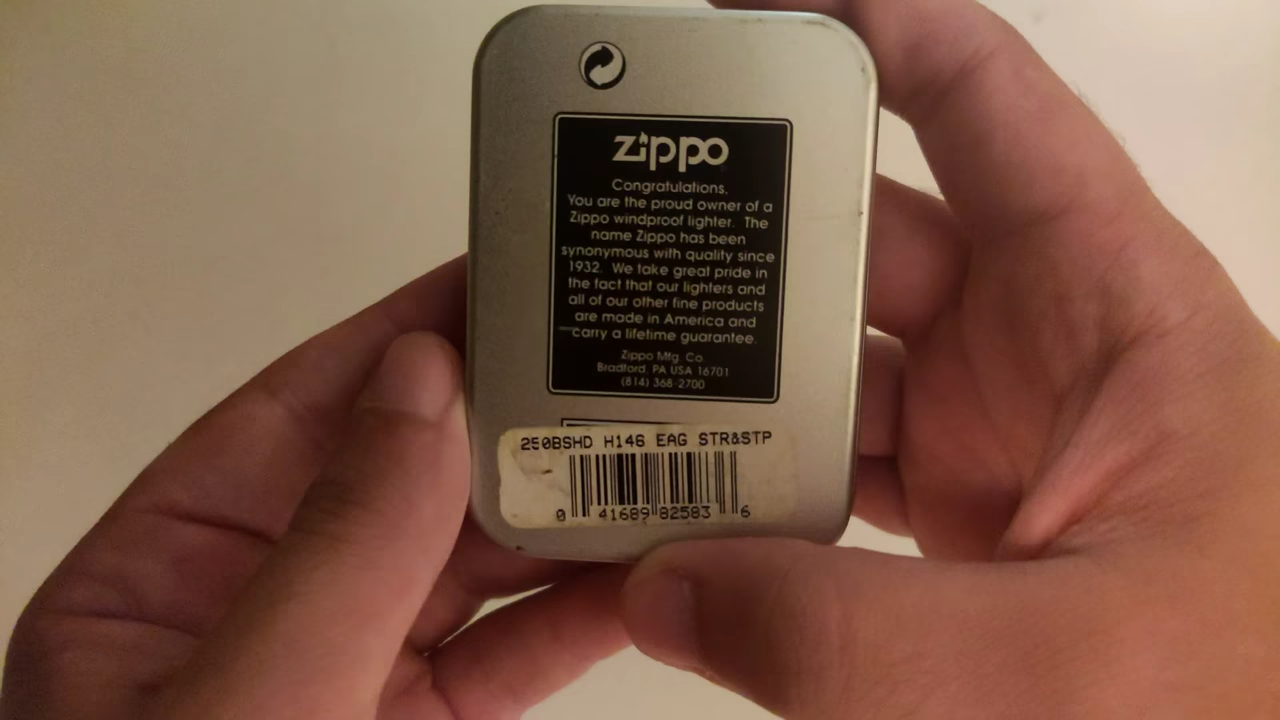 zippo
Congratulations,
You are the proud owner of a
Zippo windproof lighter. The
name Zippo has been
synonymous with quality since
1932. We take great pride in
the fact that our lighters and
all of our other fine products
are made in America and
carry a lifetime guarantee.
Zippo Mfg. Co.
Bradford, PA USA 16701
(814) 368-2700
250BSHD H146 EAG STR&STP
0 41689 82583 6